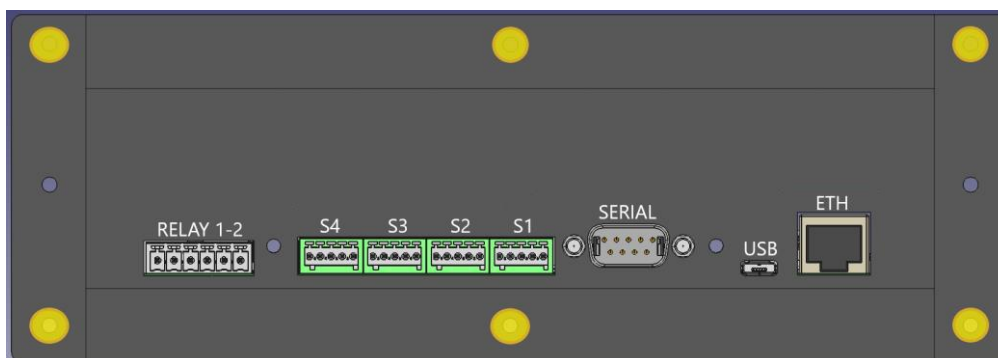 RELAY 1-2
S4
S3
S2
S1
SERIAL
USB
ETH